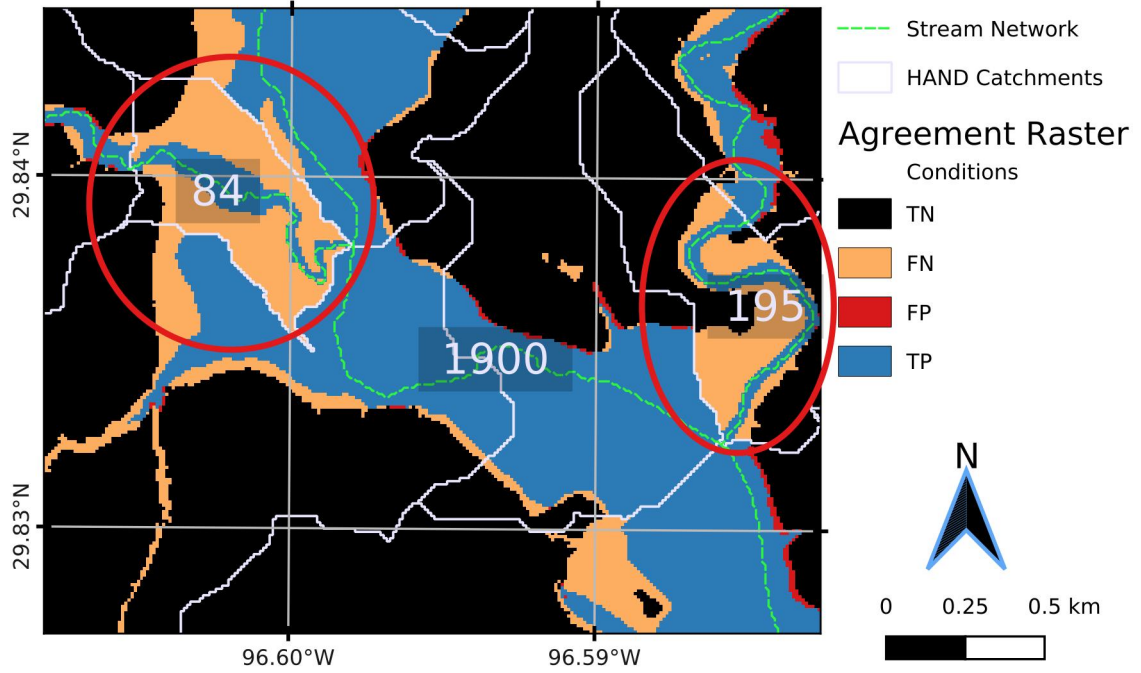 Stream Network
HAND Catchments
Agreement Raster
Conditions
TN
FN
FP
TP
29.84°N
29.83°N
84
195
1900
N
0 0.25 0.5 km
96.60°W 96.59°W